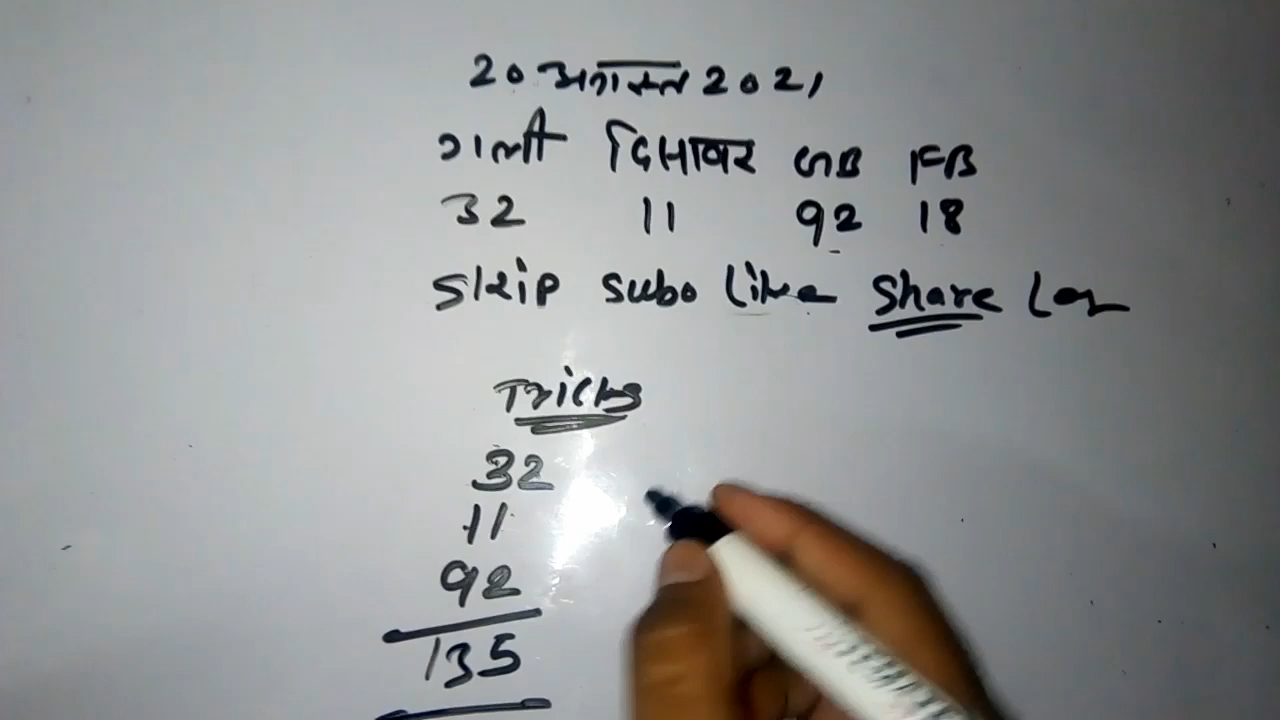 20 अगस्त 2021
गली दिसावर GB FB
32 11 92 18
Skip Subo Like Share
Tricks
32
11
92
135